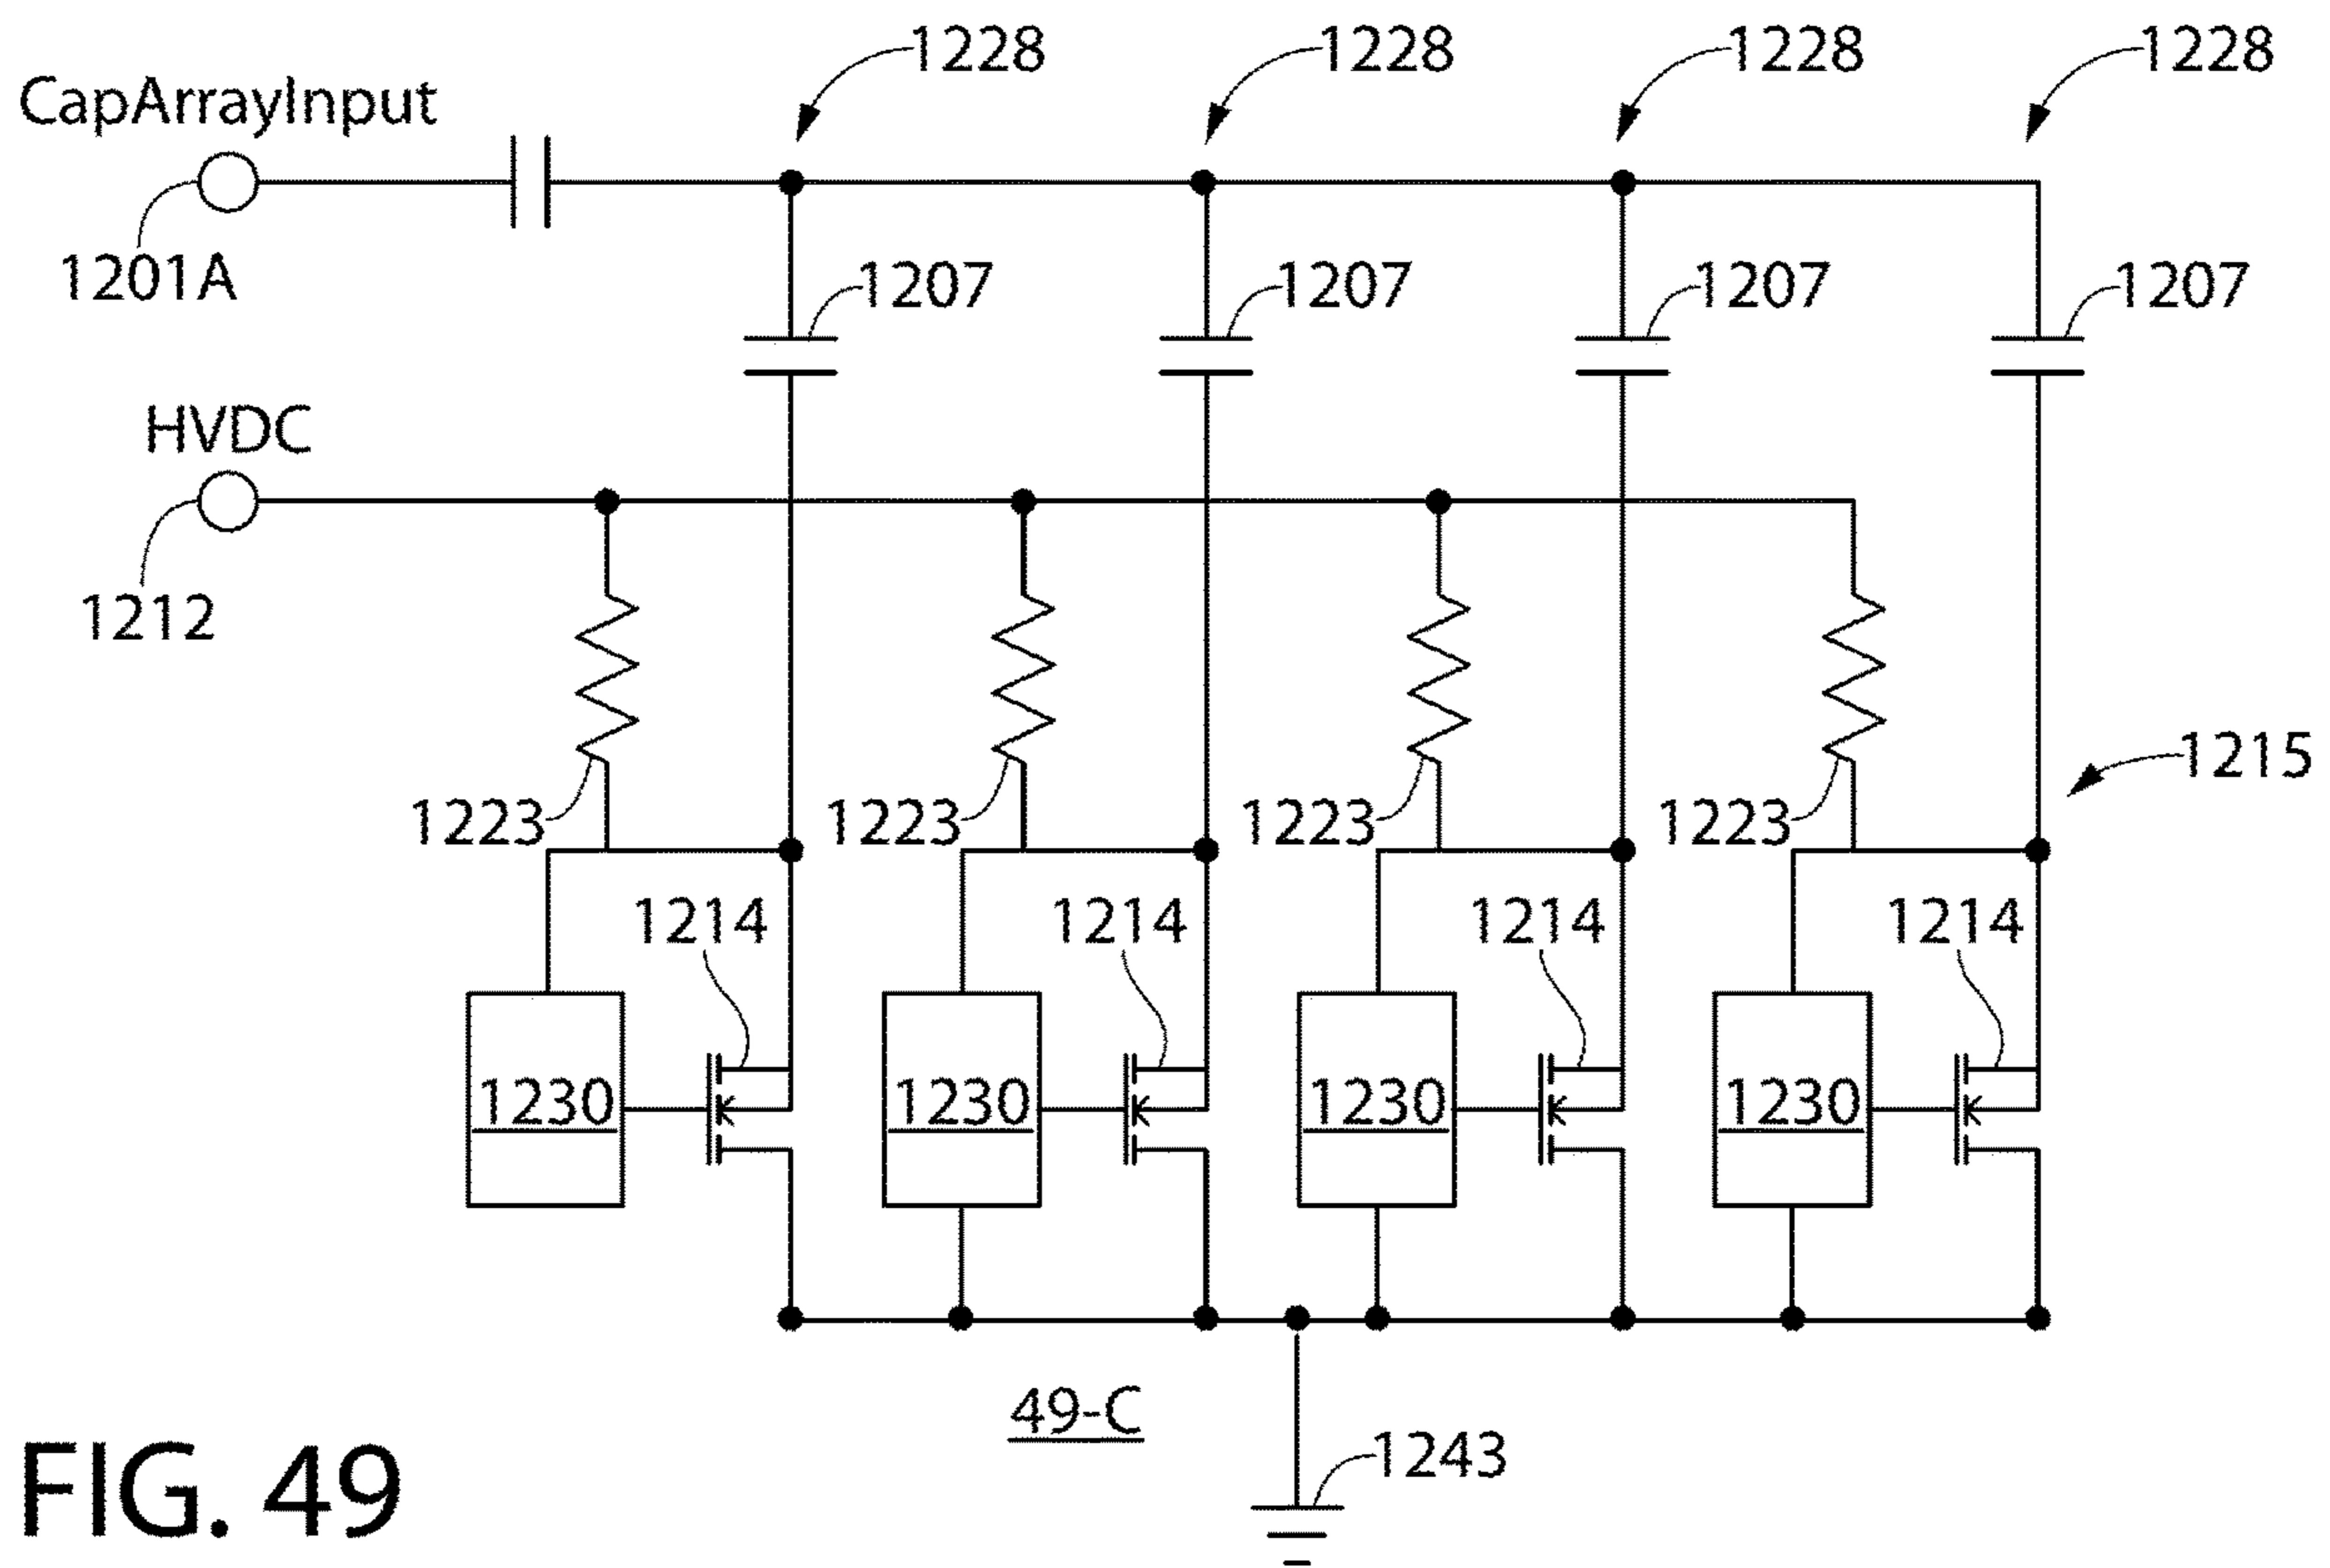 1228 1228 1228 1228
CapArrayInput
1201A
1207 1207 1207 1207
HVDC
1212
1215
1223 1223 1223 1223
1214 1214 1214 1214
1230 1230 1230 1230
49-C
1243
FIG. 49